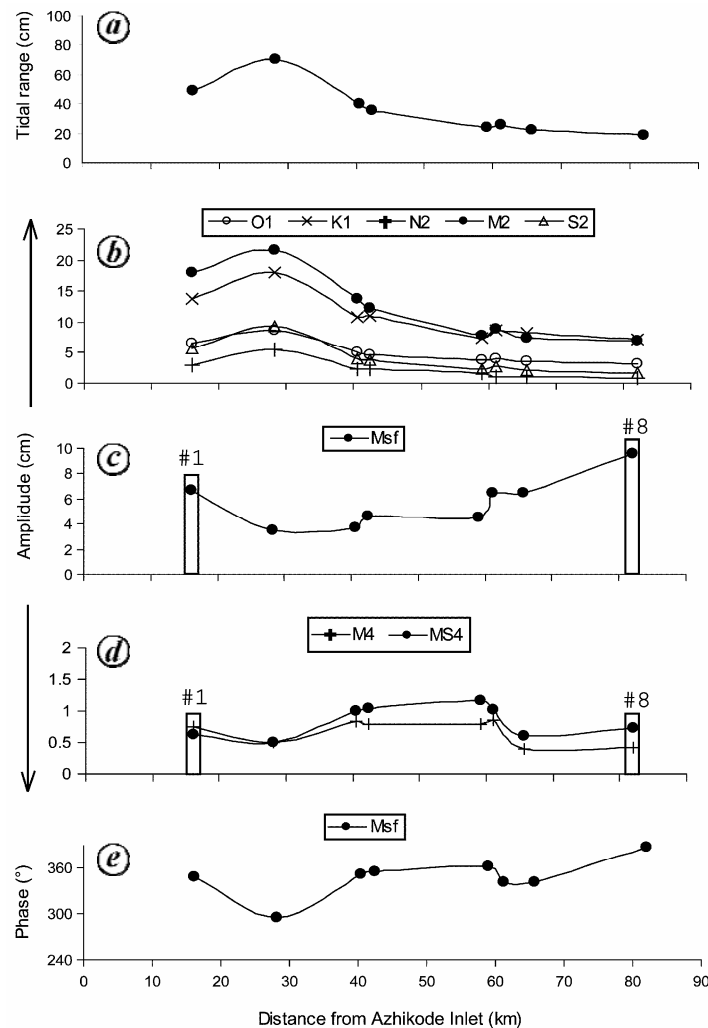 a
Tidal range (cm)
100
80
60
40
20
0
b
O1 K1 N2 M2 S2
25
20
15
10
5
0
Amplidude (cm)
c
Msf
#1
#8
10
8
6
4
2
0
d
M4 MS4
#1
#8
2
1.5
1
0.5
0
e
Msf
Phase (°)
360
300
240
0 10 20 30 40 50 60 70 80 90
Distance from Azhikode Inlet (km)